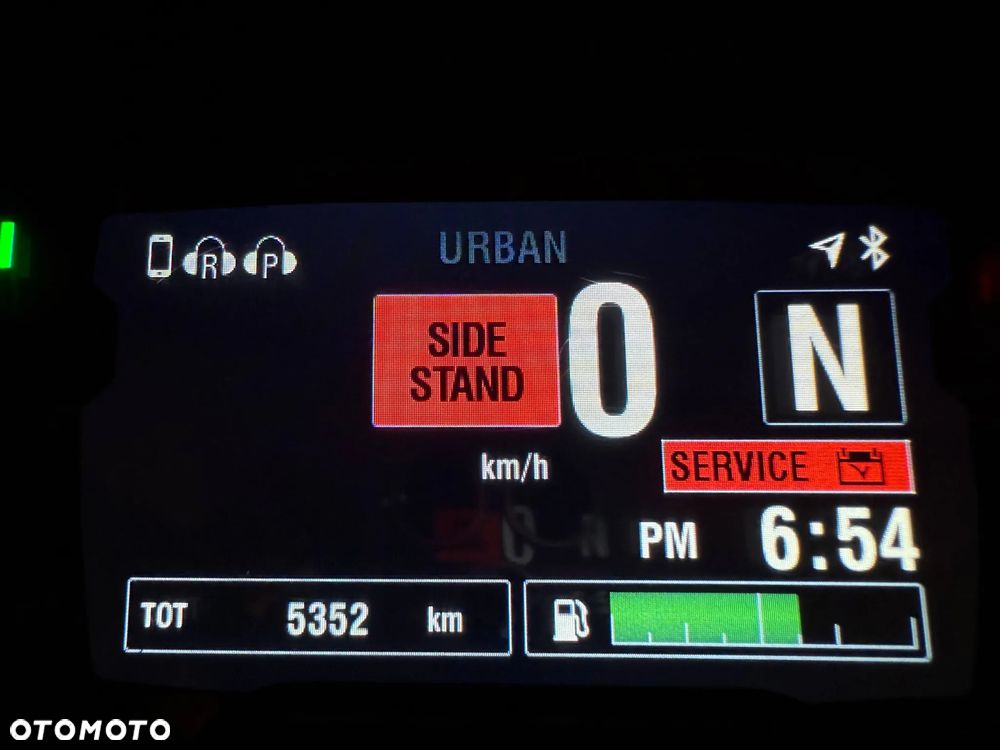 R P URBAN
SIDE
STAND
0 N
km/h
SERVICE
PM 6:54
TOT 5352 km
OTOMOTO